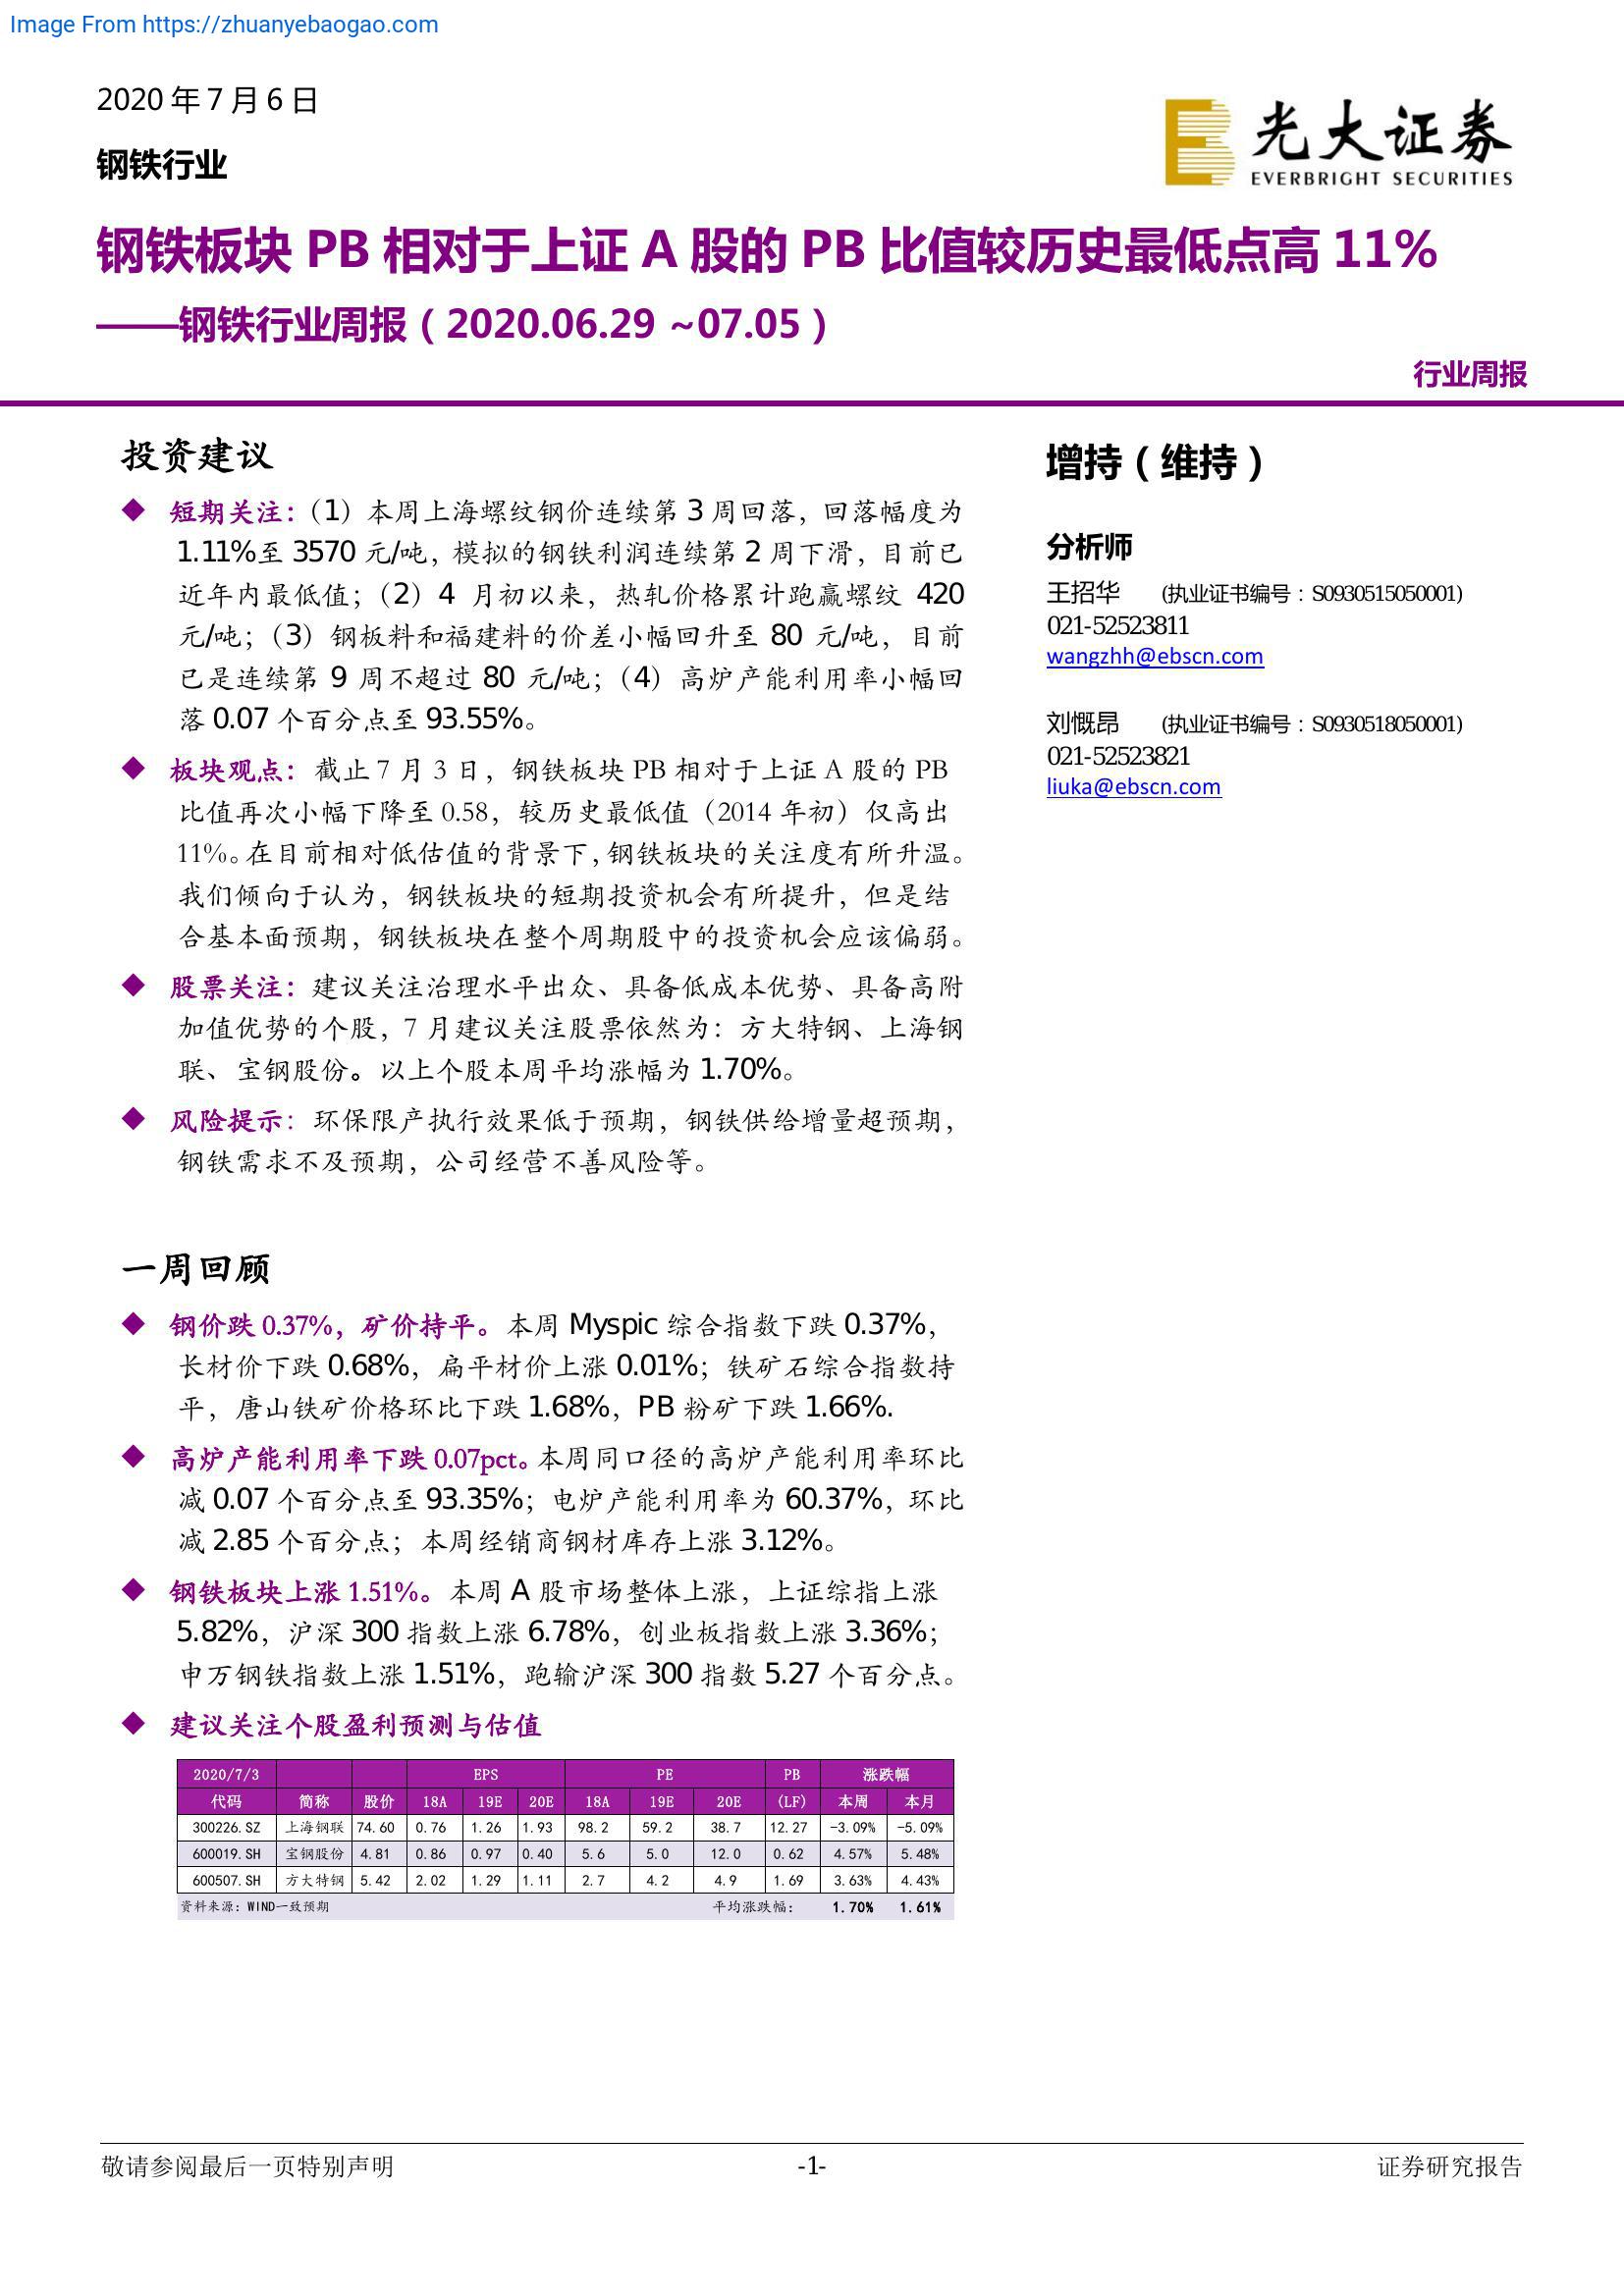 Image From https://zhuanyebaogao.com
2020 年 7 月 6 日
钢铁行业
光大证券
EVERBRIGHT SECURITIES
钢铁板块 PB 相对于上证 A 股的 PB 比值较历史最低点高 11%
——钢铁行业周报（2020.06.29 ~07.05）
行业周报
投资建议
◆ 短期关注：（1）本周上海螺纹钢价连续第 3 周回落，回落幅度为
1.11%至 3570 元/吨，模拟的钢铁利润连续第 2 周下滑，目前已
近年内最低值；（2）4 月初以来，热轧价格累计跑赢螺纹 420
元/吨；（3）钢板料和福建料的价差小幅回升至 80 元/吨，目前
已是连续第 9 周不超过 80 元/吨；（4）高炉产能利用率小幅回
落 0.07 个百分点至 93.55%。
◆ 板块观点：截止 7 月 3 日，钢铁板块 PB 相对于上证 A 股的 PB
比值再次小幅下降至 0.58，较历史最低值（2014 年初）仅高出
11%。在目前相对低估值的背景下，钢铁板块的关注度有所升温。
我们倾向于认为，钢铁板块的短期投资机会有所提升，但是结
合基本面预期，钢铁板块在整个周期股中的投资机会应该偏弱。
◆ 股票关注：建议关注治理水平出众、具备低成本优势、具备高附
加值优势的个股，7 月建议关注股票依然为：方大特钢、上海钢
联、宝钢股份。以上个股本周平均涨幅为 1.70%。
◆ 风险提示：环保限产执行效果低于预期，钢铁供给增量超预期，
钢铁需求不及预期，公司经营不善风险等。
一周回顾
◆ 钢价跌 0.37%，矿价持平。本周 Myspic 综合指数下跌 0.37%，
长材价下跌 0.68%，扁平材价上涨 0.01%；铁矿石综合指数持
平，唐山铁矿价格环比下跌 1.68%，PB 粉矿下跌 1.66%.
◆ 高炉产能利用率下跌 0.07pct。本周同口径的高炉产能利用率环比
减 0.07 个百分点至 93.35%；电炉产能利用率为 60.37%，环比
减 2.85 个百分点；本周经销商钢材库存上涨 3.12%。
◆ 钢铁板块上涨 1.51%。本周 A 股市场整体上涨，上证综指上涨
5.82%，沪深 300 指数上涨 6.78%，创业板指数上涨 3.36%；
申万钢铁指数上涨 1.51%，跑输沪深 300 指数 5.27 个百分点。
◆ 建议关注个股盈利预测与估值
2020/7/3 EPS PE PB 涨跌幅
代码 简称 股价 18A 19E 20E 18A 19E 20E (LF) 本周 本月
300226.SZ 上海钢联 74.60 0.76 1.26 1.93 98.2 59.2 38.7 12.27 -3.09% -5.09%
600019.SH 宝钢股份 4.81 0.86 0.97 0.40 5.6 5.0 12.0 0.62 4.57% 5.48%
600507.SH 方大特钢 5.42 2.02 1.29 1.11 2.7 4.2 4.9 1.69 3.63% 4.43%
资料来源：WIND一致预期 平均涨跌幅： 1.70% 1.61%
增持（维持）
分析师
王招华 (执业证书编号：S0930515050001)
021-52523811
wangzhh@ebscn.com
刘慨昂 (执业证书编号：S0930518050001)
021-52523821
liuka@ebscn.com
敬请参阅最后一页特别声明 -1- 证券研究报告